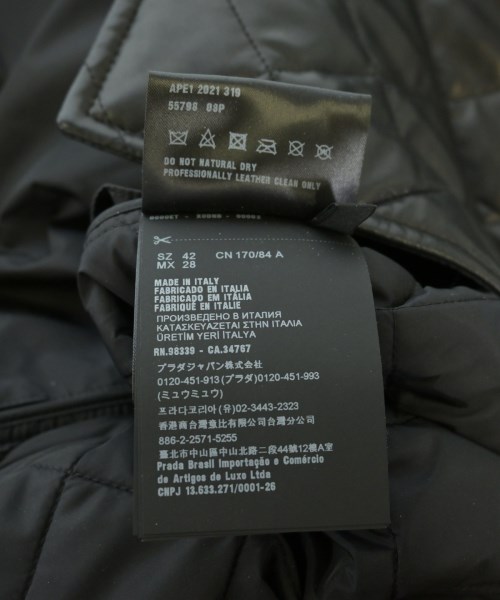 APE1 2021 319
55798 98P
DO NOT NATURAL DRY
PROFESSIONALLY LEATHER CLEAN ONLY
SZ 42 CN 170/84 A
MX 28
MADE IN ITALY
FABRICADO EN ITALIA
FABRICADO EM ITÁLIA
FABRIQUÉ EN ITALIE
ПРОИЗВЕДЕНО В ИТАЛИЯ
ΚΑΤΑΣΚΕΥΑΖΕΤΑΙ ΣΤΗΝ ΙΤΑΛΙΑ
ÜRETİM YERİ İTALYA
RN.98339 - CA.34767
プラダジャパン株式会社
0120-451-913 (プラダ) 0120-451-993
(ミュウミュウ)
프라다코리아 (유) 02-3443-2323
香港商台灣魚比有限公司台灣分公司
886-2-2571-5255
臺北市中山區中山北路二段44號12樓A室
Prada Brasil Importação e Comércio
de Artigos de Luxo Ltda
CNPJ 13.633.271/0001-26